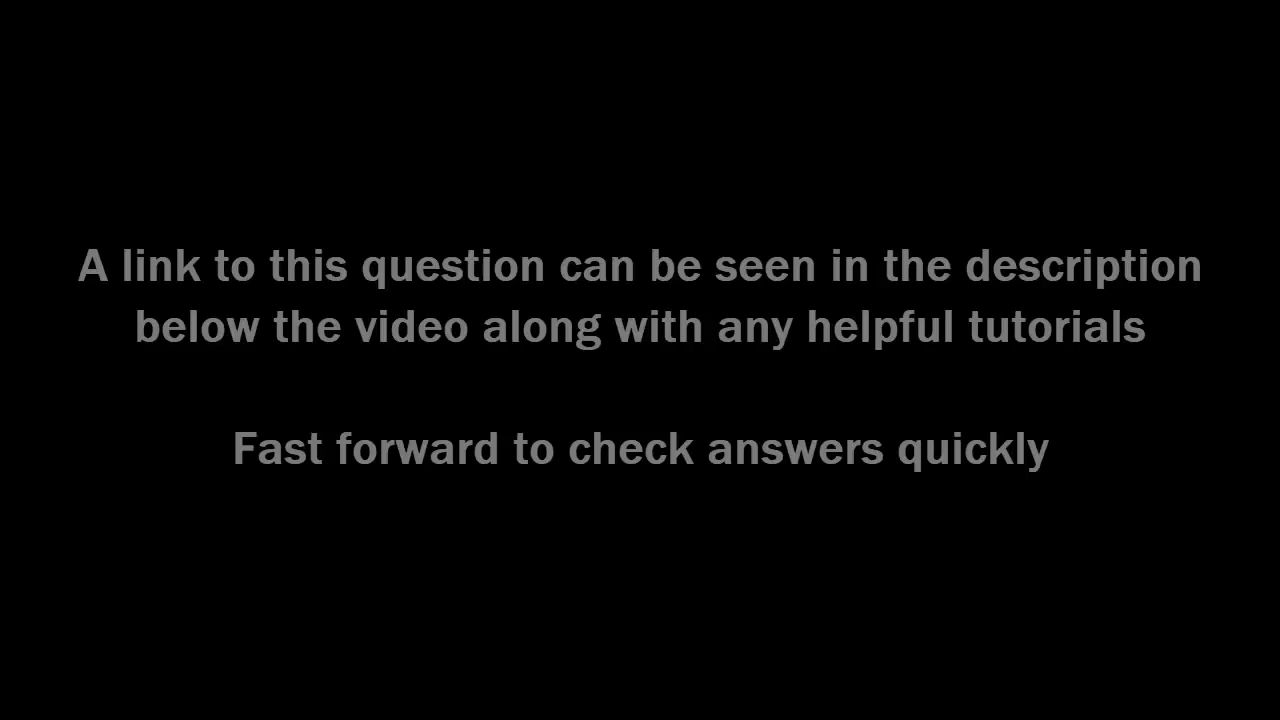 A link to this question can be seen in the description
below the video along with any helpful tutorials
Fast forward to check answers quickly